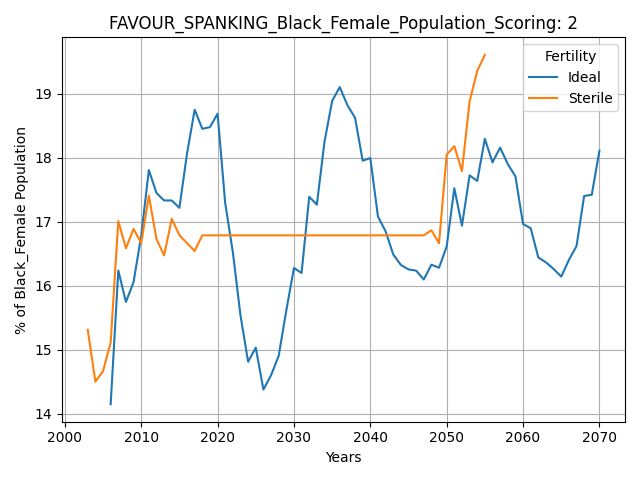 FAVOUR_SPANKING_Black_Female_Population_Scoring: 2
Fertility
Ideal
Sterile
% of Black_Female Population
19
18
17
16
15
14
2000 2010 2020 2030 2040 2050 2060 2070
Years